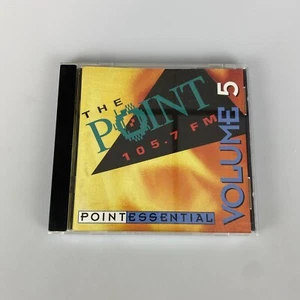 THE
POINT
105.7 FM
VOLUME 5
POINTESSENTIAL